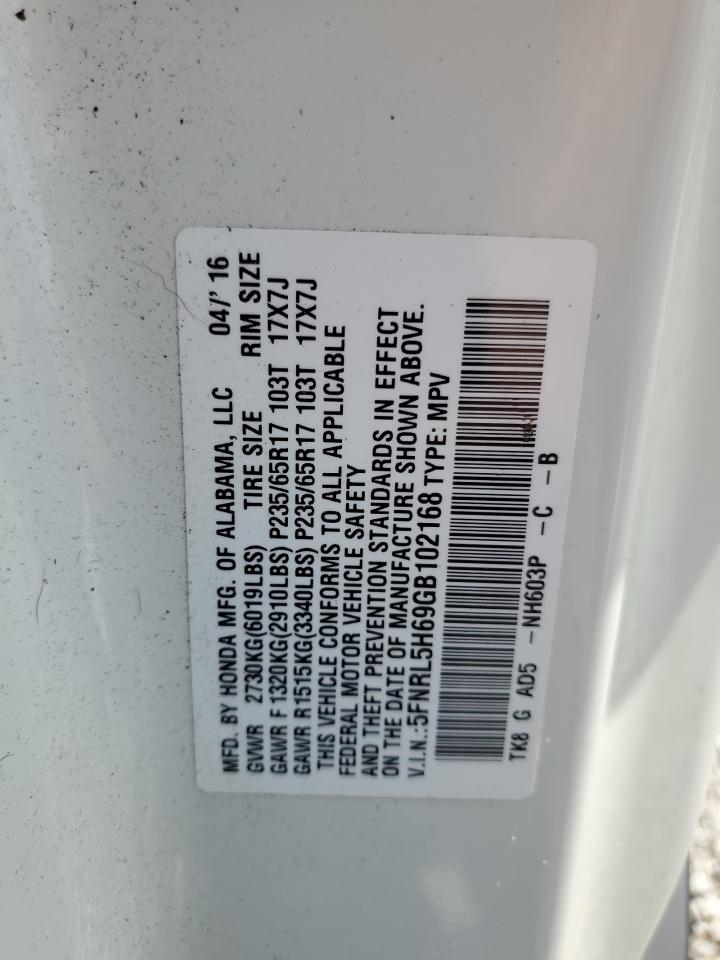 MFD. BY HONDA MFG. OF ALABAMA, LLC 04/' 16
GVWR 2730KG(6019LBS) TIRE SIZE RIM SIZE
GAWR F 1320KG(2910LBS) P235/65R17 103T 17X7J
GAWR R1515KG(3340LBS) P235/65R17 103T 17X7J
THIS VEHICLE CONFORMS TO ALL APPLICABLE
FEDERAL MOTOR VEHICLE SAFETY
AND THEFT PREVENTION STANDARDS IN EFFECT
ON THE DATE OF MANUFACTURE SHOWN ABOVE.
V.I.N.:5FNRL5H69GB102168 TYPE: MPV
TK8 G AD5 -NH603P -C -B